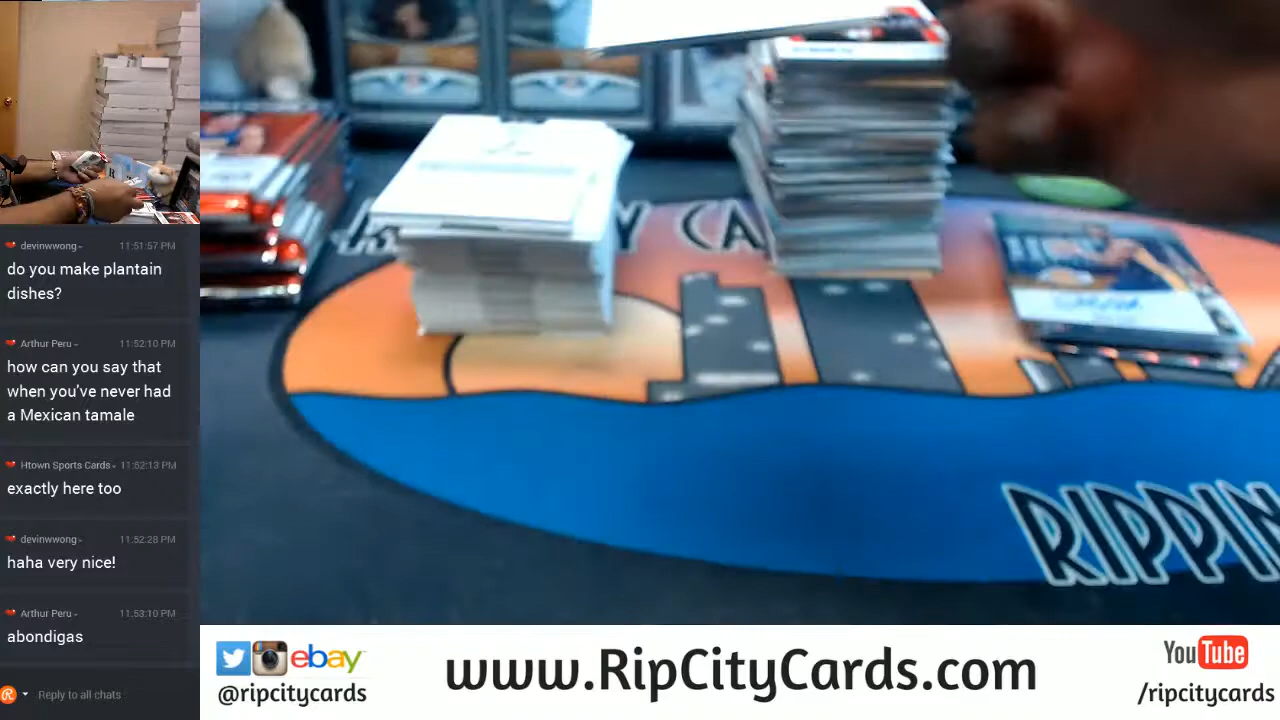 devinwwong 11:51:57 PM
do you make plantain
dishes?
Arthur Peru 11:52:10 PM
how can you say that
when you've never had
a Mexican tamale
Htown Sports Cards 11:52:13 PM
exactly here too
devinwwong 11:52:28 PM
haha very nice!
Arthur Peru 11:53:10 PM
abondigas
Reply to all chats
Y CA
RIPPIN
ebay
@ripcitycards
www.RipCityCards.com
YouTube
/ripcitycards